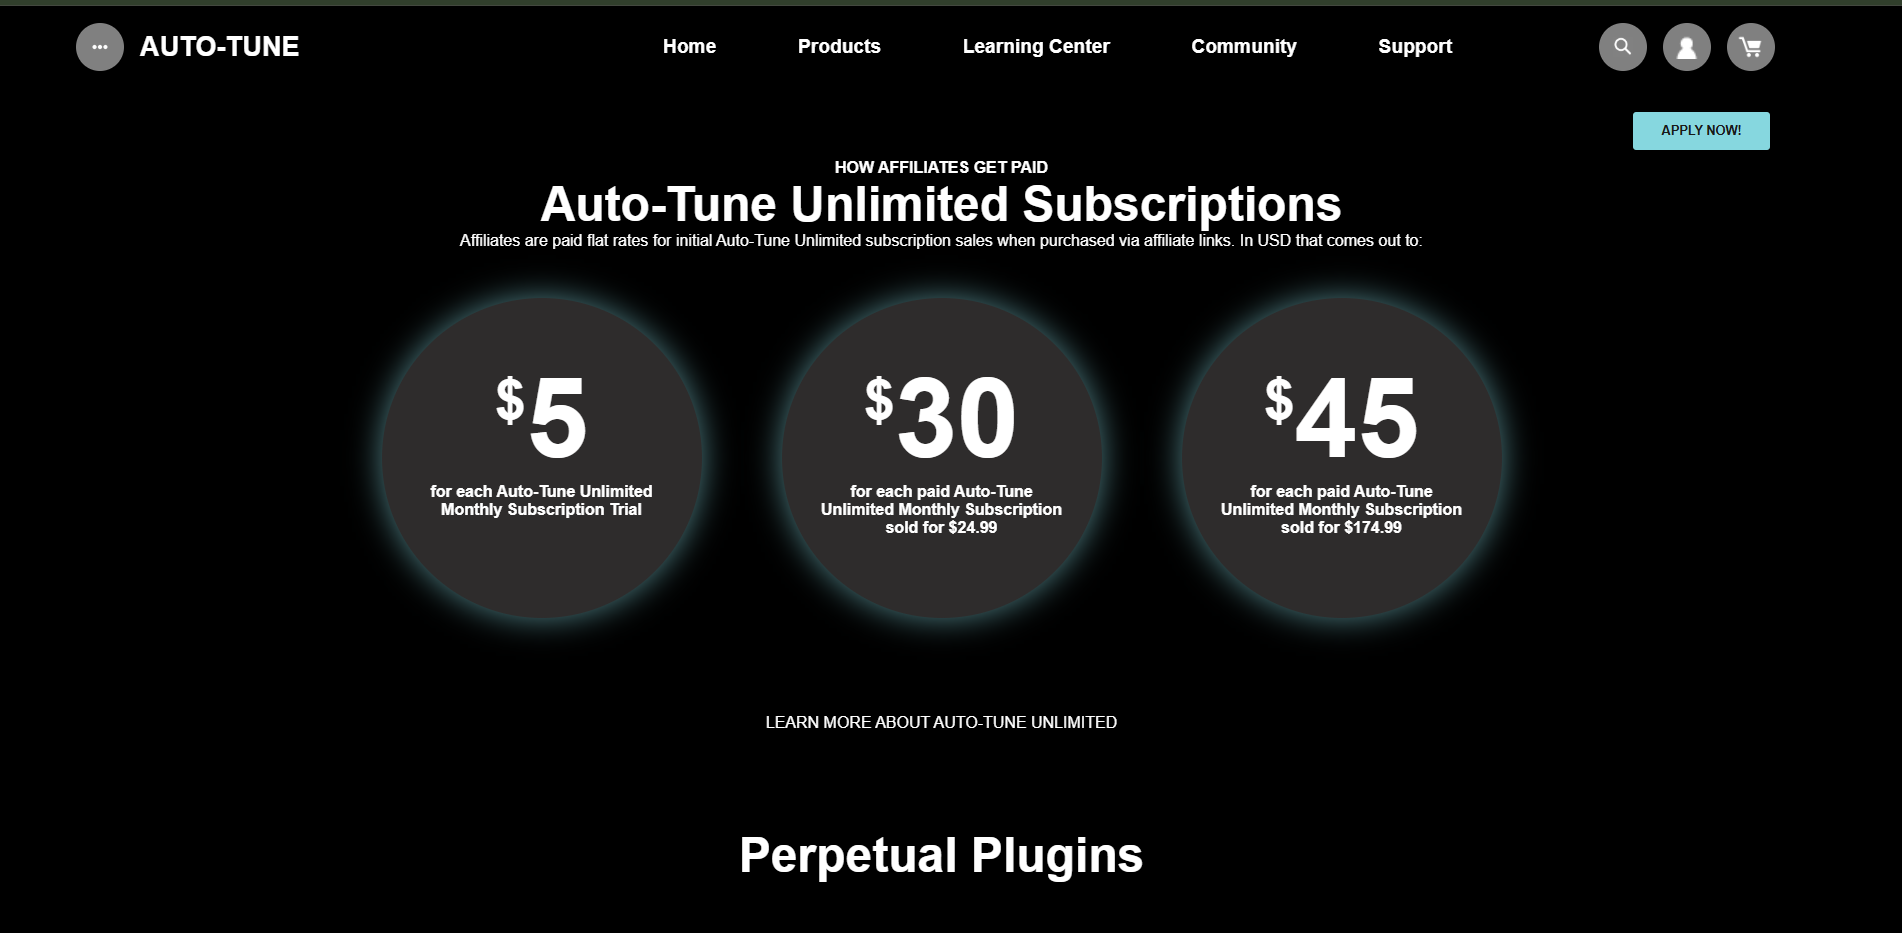 AUTO-TUNE
Home
Products
Learning Center
Community
Support
APPLY NOW!
HOW AFFILIATES GET PAID
Auto-Tune Unlimited Subscriptions
Affiliates are paid flat rates for initial Auto-Tune Unlimited subscription sales when purchased via affiliate links. In USD that comes out to:
$5
for each Auto-Tune Unlimited
Monthly Subscription Trial
$30
for each paid Auto-Tune
Unlimited Monthly Subscription
sold for $24.99
$45
for each paid Auto-Tune
Unlimited Monthly Subscription
sold for $174.99
LEARN MORE ABOUT AUTO-TUNE UNLIMITED
Perpetual Plugins